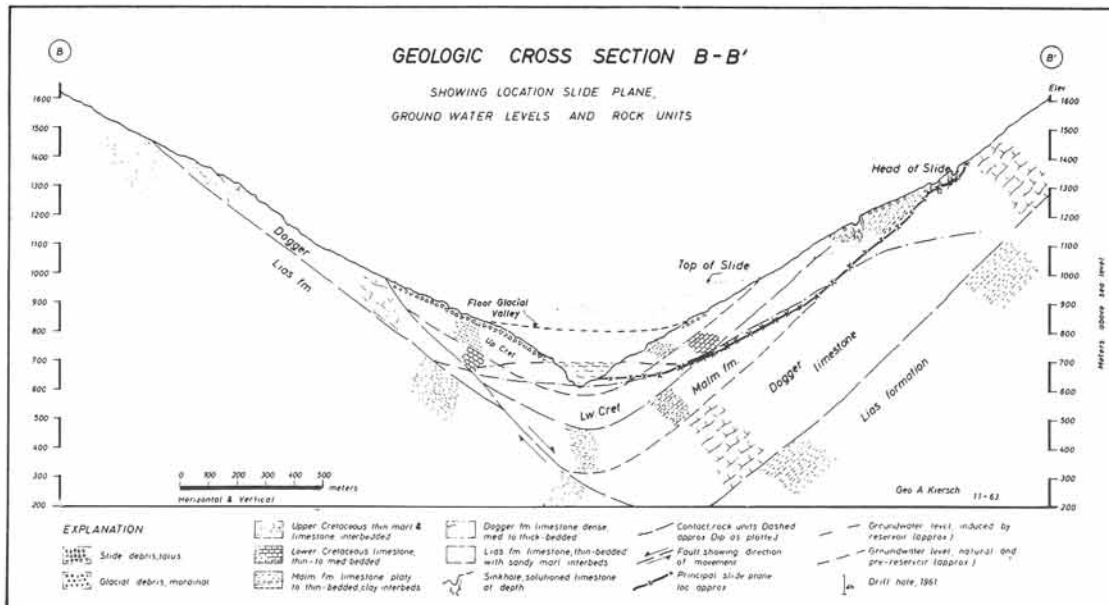 GEOLOGIC CROSS SECTION B-B'
SHOWING LOCATION SLIDE PLANE,
GROUND WATER LEVELS AND ROCK UNITS
B
B'
Elev
1600
1500
1400
1300
1200
1100
1000
900
800
700
600
500
400
300
200
1600
1500
1400
1300
1200
1100
1000
900
800
700
600
500
400
300
200
Meters above sea level
Head of Slide
Top of Slide
Dogger
Lias fm.
Floor Glacial
Valley
Up Cret
Lw Cret
Malm fm.
Dogger limestone
Lias formation
0 100 200 300 400 500
meters
Horizontal & Vertical
Geo A Kiersch 11-63
EXPLANATION
Slide debris, talus
Glacial debris, morainal
Upper Cretaceous thin marl &
limestone interbedded
Lower Cretaceous limestone,
thin- to med bedded
Malm fm limestone platy
to thin-bedded, clay interbeds
Dogger fm limestone dense,
med to thick-bedded
Lias fm limestone, thin-bedded
with sandy marl interbeds
Sinkhole, solutioned limestone
at depth
Contact, rock units Dashed
approx Dip as plotted
Fault showing direction
of movement
Principal slide plane
loc approx
Groundwater level, induced by
reservoir (approx)
Groundwater level, natural and
pre-reservoir (approx)
Drill hole, 1961